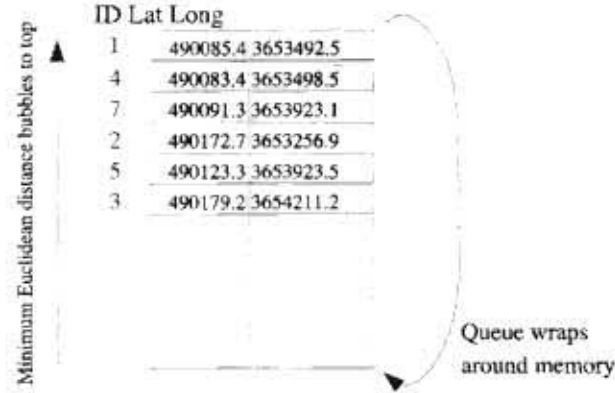 ID Lat Long
1 490085.4 3653492.5
4 490083.4 3653498.5
7 490091.3 3653923.1
2 490172.7 3653256.9
5 490123.3 3653923.5
3 490179.2 3654211.2
Minimum Euclidean distance bubbles to top
Queue wraps
around memory